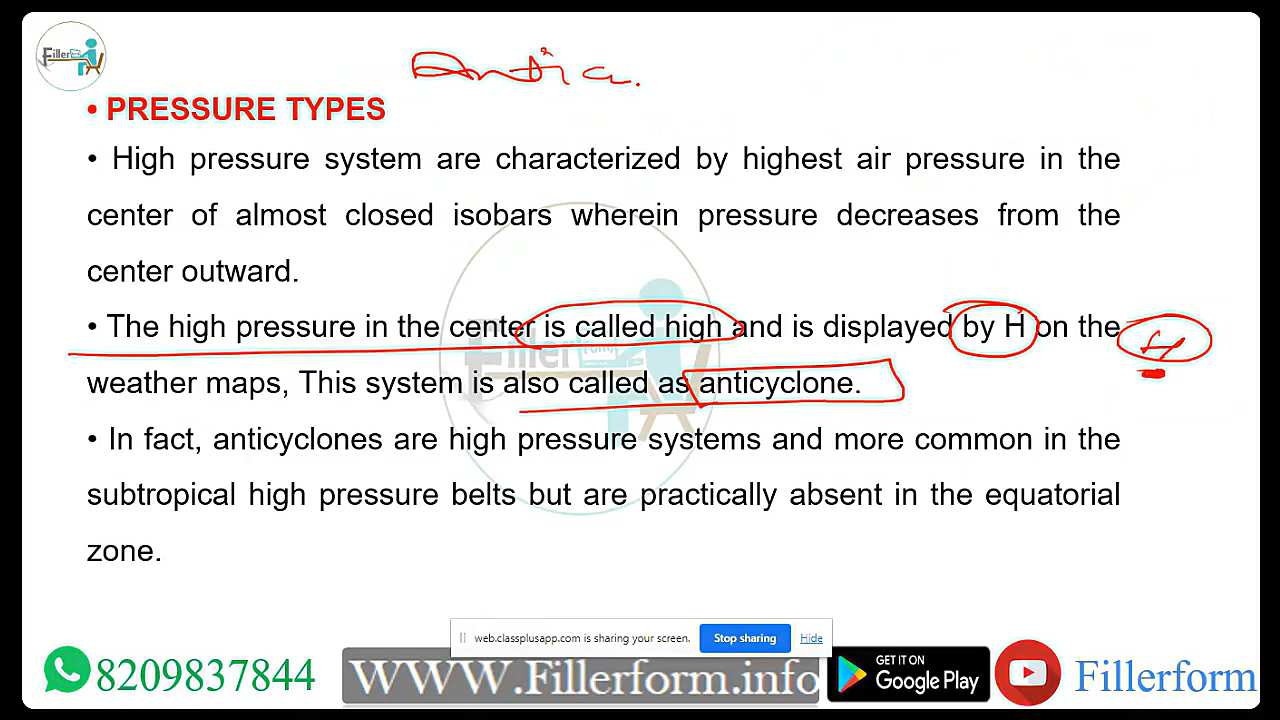 Filler
• PRESSURE TYPES
• High pressure system are characterized by highest air pressure in the
center of almost closed isobars wherein pressure decreases from the
center outward.
• The high pressure in the center is called high and is displayed by H on the
weather maps, This system is also called as anticyclone.
• In fact, anticyclones are high pressure systems and more common in the
subtropical high pressure belts but are practically absent in the equatorial
zone.
web.classplusapp.com is sharing your screen. Stop sharing Hide
8209837844 WWW.Fillerform.info GET IT ON Google Play Fillerform